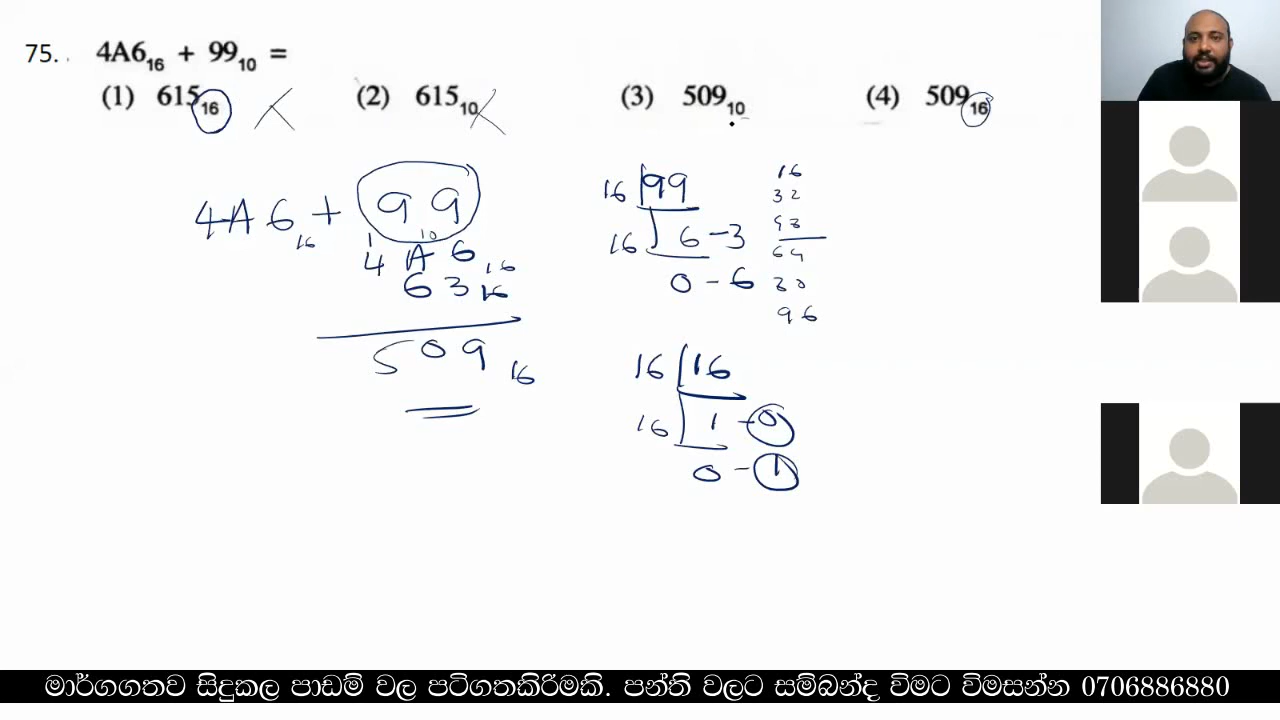 75. 4A6₁₆ + 99₁₀ =
(1) 615₁₆ (2) 615₁₀ (3) 509₁₀ (4) 509₁₆
4A6₁₆ + 99₁₀
1
4A6₁₆
63₁₆
509₁₆
16 99
16 6 - 3
0 - 6
16
32
48
64
80
96
16 16
16 1 - 0
0 - 1
මාර්ගගතව සිදුකල පාඩම් වල පටිගතකිරිමකි. පන්ති වලට සම්බන්ද විමට විමසන්න 0706886880